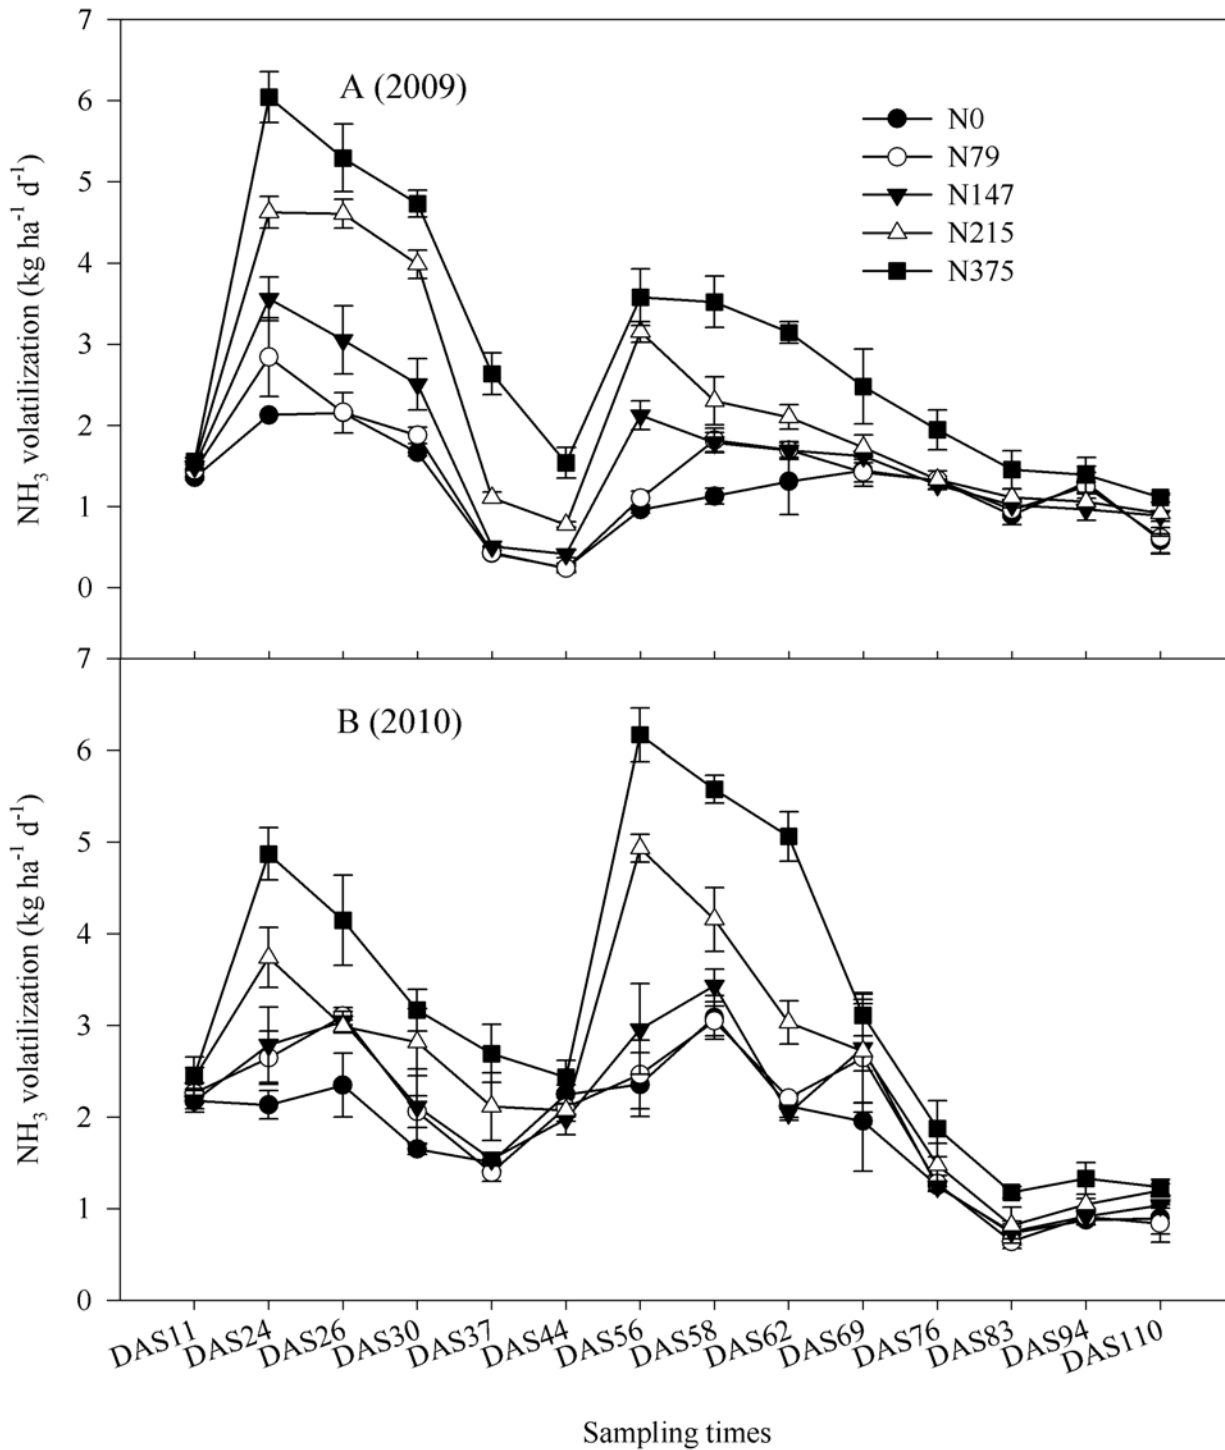 7
6
5
4
3
2
1
0
NH3 volatilization (kg ha-1 d-1)
A (2009)
N0
N79
N147
N215
N375
7
6
5
4
3
2
1
0
NH3 volatilization (kg ha-1 d-1)
B (2010)
DAS11 DAS24 DAS26 DAS30 DAS37 DAS44 DAS56 DAS58 DAS62 DAS69 DAS76 DAS83 DAS94 DAS110
Sampling times